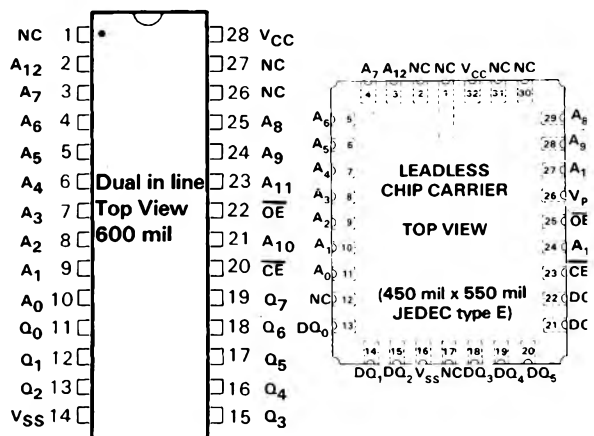 NC 1 28 VCC
A12 2 27 NC
A7 3 26 NC
A6 4 25 A8
A5 5 24 A9
A4 6 23 A11
A3 7 22 OE
A2 8 21 A10
A1 9 20 CE
A0 10 19 Q7
Q0 11 18 Q6
Q1 12 17 Q5
Q2 13 16 Q4
VSS 14 15 Q3
Dual in line
Top View
600 mil
A7 A12 NC NC VCC NC NC
4 3 2 1 32 31 30
A6 5 29 A8
A5 6 28 A9
A4 7 27 A1
A3 8 26 VP
A2 9 25 OE
A1 10 24 A1
A0 11 23 CE
NC 12 22 DQ
DQ0 13 21 DQ
LEADLESS
CHIP CARRIER
TOP VIEW
(450 mil x 550 mil
JEDEC type E)
14 15 16 17 18 19 20
DQ1 DQ2 VSS NC DQ3 DQ4 DQ5